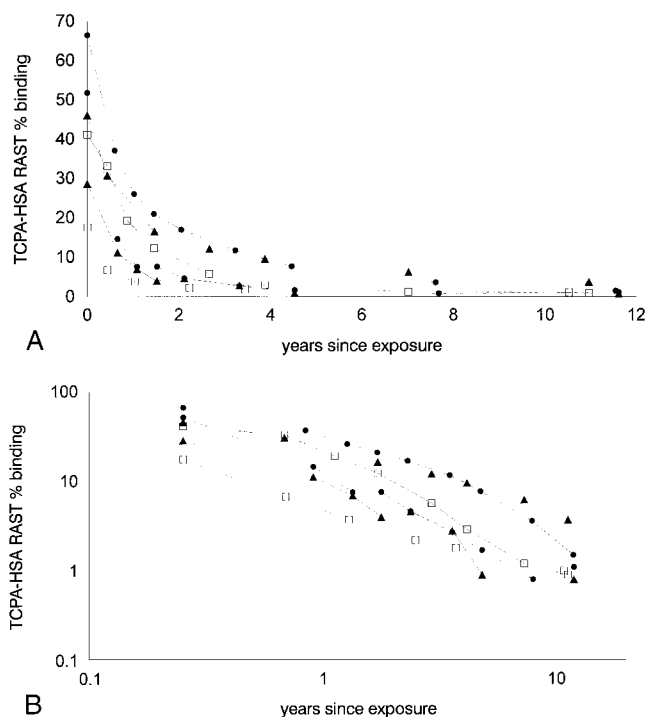 70
60
50
40
30
20
10
0
TCPA-HSA RAST % binding
0 2 4 6 8 10 12
years since exposure
A
100
10
1
0.1
TCPA-HSA RAST % binding
0.1 1 10
years since exposure
B